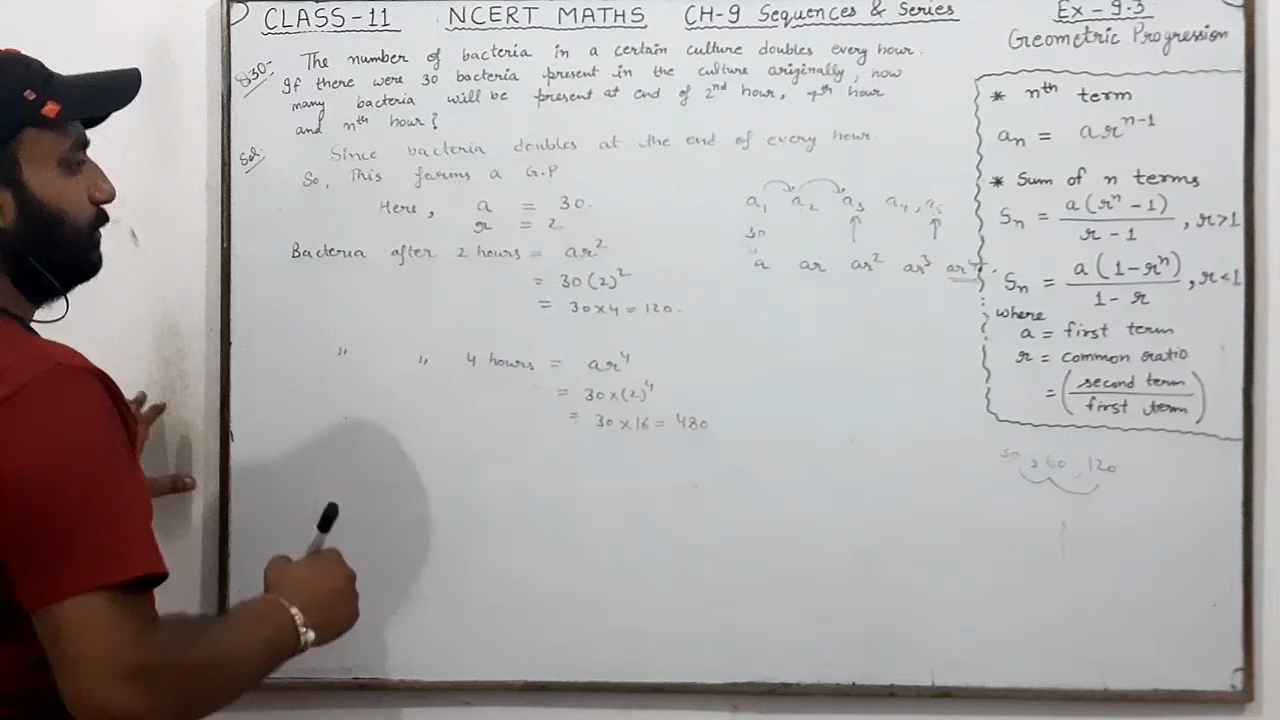 CLASS-11 NCERT MATHS CH-9 Sequences & Series Ex-9.3
Geometric Progression
Q30- The number of bacteria in a certain culture doubles every hour.
If there were 30 bacteria present in the culture originally, how
many bacteria will be present at end of 2nd hour, 4th hour
and nth hour?
Sol. Since bacteria doubles at the end of every hour.
So, This forms a G.P
Here, a = 30.
r = 2
Bacteria after 2 hours = ar²
= 30(2)²
= 30×4 = 120.
" " 4 hours = ar⁴
= 30×(2)⁴
= 30×16 = 480
a₁ a₂ a₃ a₄, a₅
30
a ar ar² ar³ ar⁴
* nth term
aₙ = arⁿ⁻¹
* Sum of n terms
Sₙ = a(rⁿ-1) / r-1, r>1
Sₙ = a(1-rⁿ) / 1-r, r<1
where
a = first term
r = common ratio
= (second term / first term)
30, 60, 120